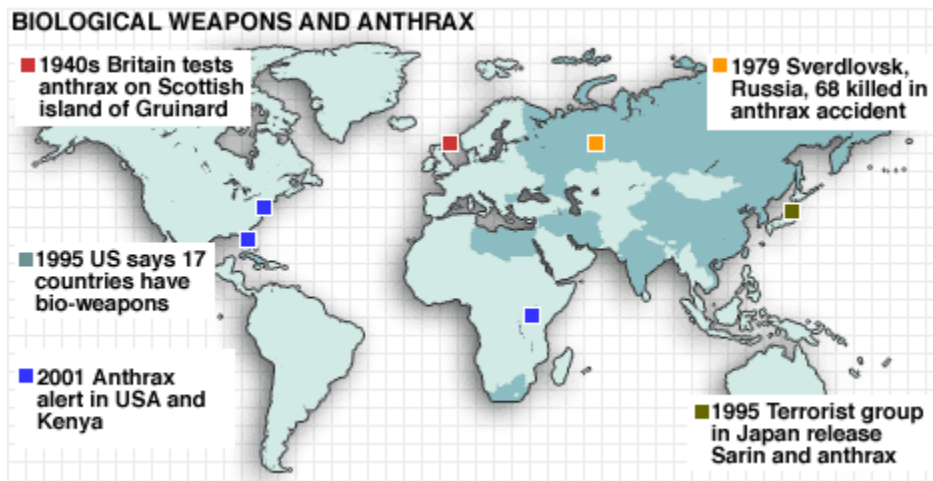 BIOLOGICAL WEAPONS AND ANTHRAX
1940s Britain tests
anthrax on Scottish
island of Gruinard
1979 Sverdlovsk,
Russia, 68 killed in
anthrax accident
1995 US says 17
countries have
bio-weapons
2001 Anthrax
alert in USA and
Kenya
1995 Terrorist group
in Japan release
Sarin and anthrax